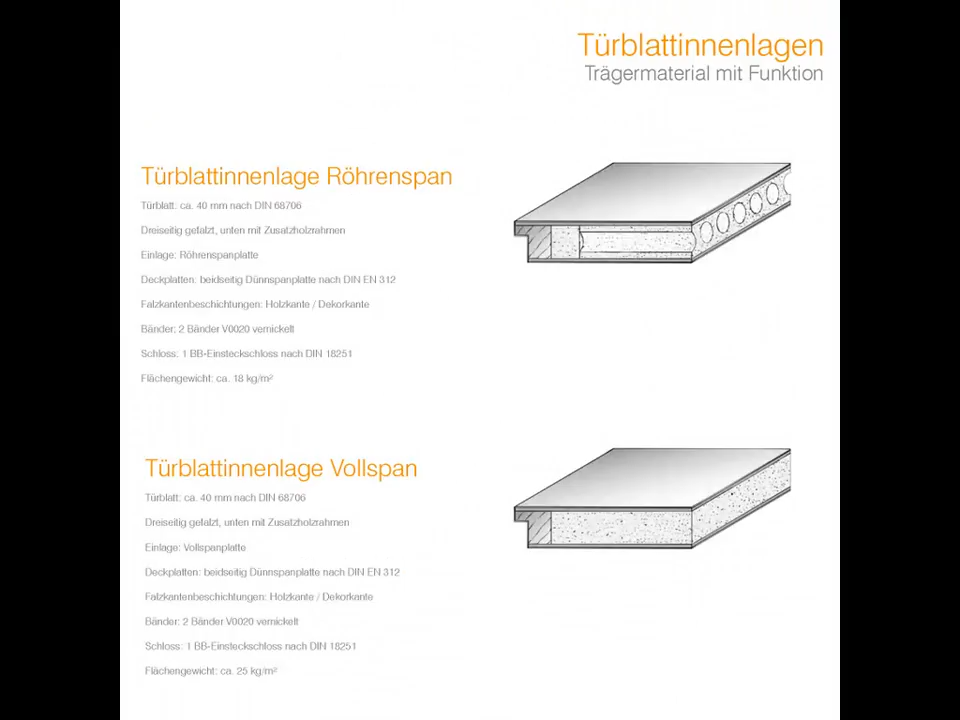 Türblattinnenlagen
Trägermaterial mit Funktion
Türblattinnenlage Röhrenspan
Türblatt: ca. 40 mm nach DIN 68706
Dreiseitig gefalzt, unten mit Zusatzholzrahmen
Einlage: Röhrenspanplatte
Deckplatten: beidseitig Dünnspanplatte nach DIN EN 312
Falzkantenbeschichtungen: Holzkante / Dekorkante
Bänder: 2 Bänder V0020 vernickelt
Schloss: 1 BB-Einsteckschloss nach DIN 18251
Flächengewicht: ca. 18 kg/m²
Türblattinnenlage Vollspan
Türblatt: ca. 40 mm nach DIN 68706
Dreiseitig gefalzt, unten mit Zusatzholzrahmen
Einlage: Vollspanplatte
Deckplatten: beidseitig Dünnspanplatte nach DIN EN 312
Falzkantenbeschichtungen: Holzkante / Dekorkante
Bänder: 2 Bänder V0020 vernickelt
Schloss: 1 BB-Einsteckschloss nach DIN 18251
Flächengewicht: ca. 25 kg/m²